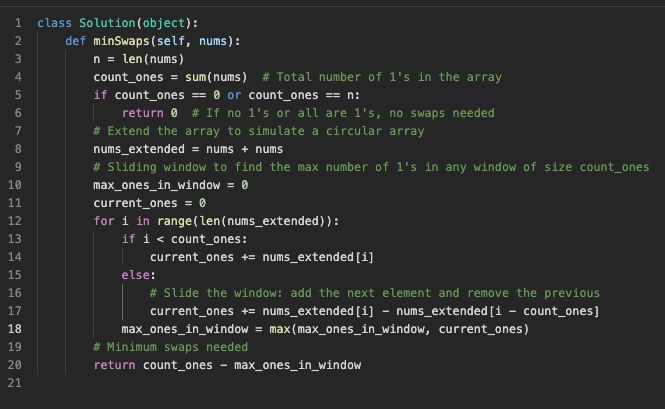 1 class Solution(object):
2     def minSwaps(self, nums):
3         n = len(nums)
4         count_ones = sum(nums)  # Total number of 1's in the array
5         if count_ones == 0 or count_ones == n:
6             return 0  # If no 1's or all are 1's, no swaps needed
7         # Extend the array to simulate a circular array
8         nums_extended = nums + nums
9         # Sliding window to find the max number of 1's in any window of size count_ones
10         max_ones_in_window = 0
11         current_ones = 0
12         for i in range(len(nums_extended)):
13             if i < count_ones:
14                 current_ones += nums_extended[i]
15             else:
16                 # Slide the window: add the next element and remove the previous
17                 current_ones += nums_extended[i] - nums_extended[i - count_ones]
18             max_ones_in_window = max(max_ones_in_window, current_ones)
19         # Minimum swaps needed
20         return count_ones - max_ones_in_window
21